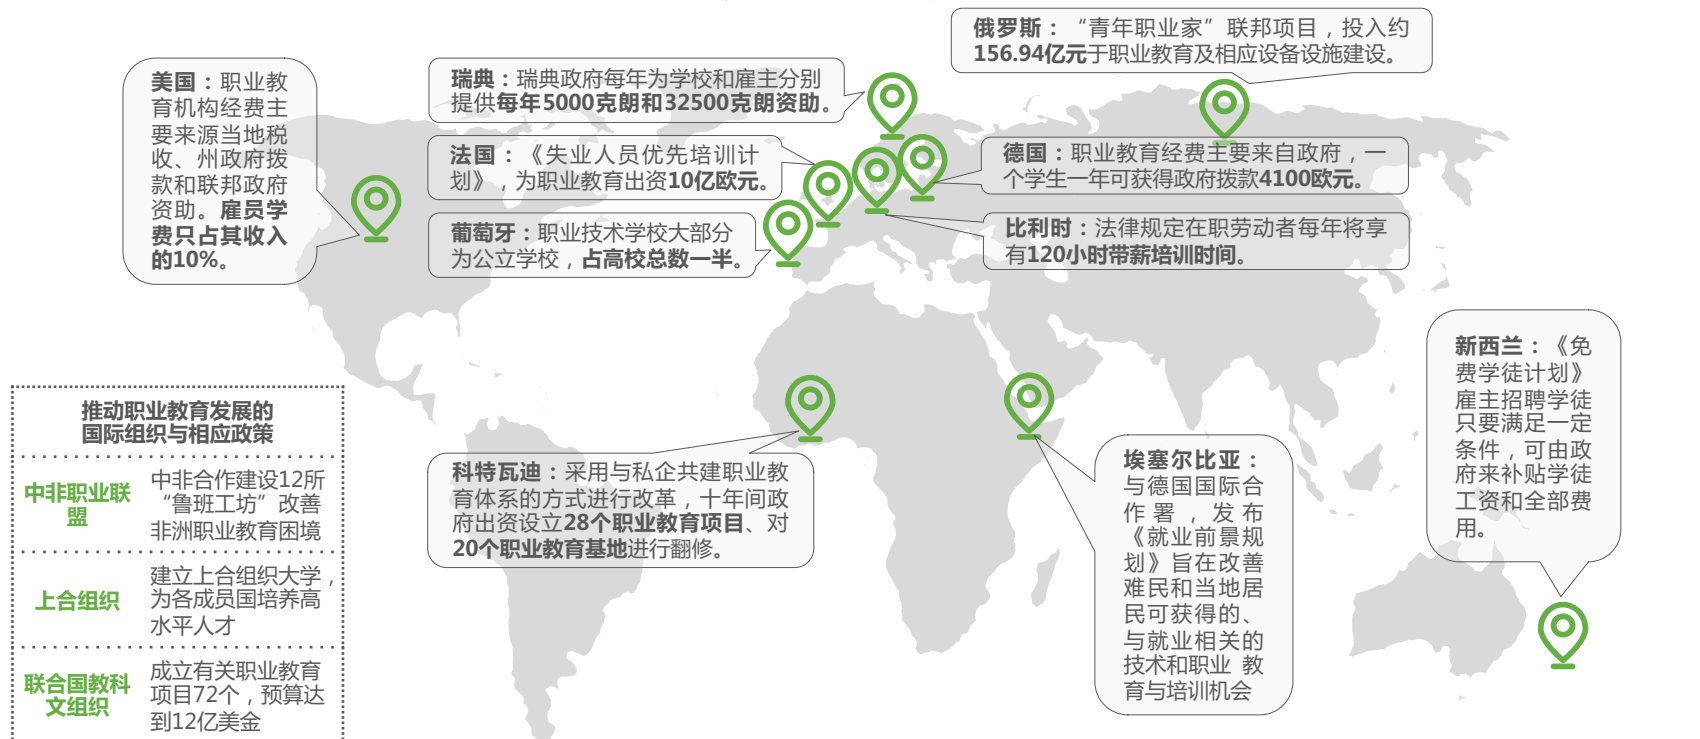 俄罗斯：“青年职业家”联邦项目，投入约
156.94亿元于职业教育及相应设备设施建设。
美国：职业教
育机构经费主
要来源当地税
收、州政府拨
款和联邦政府
资助。雇员学
费只占其收入
的10%。
瑞典：瑞典政府每年为学校和雇主分别
提供每年5000克朗和32500克朗资助。
法国：《失业人员优先培训计
划》，为职业教育出资10亿欧元。
葡萄牙：职业技术学校大部分
为公立学校，占高校总数一半。
德国：职业教育经费主要来自政府，一
个学生一年可获得政府拨款4100欧元。
比利时：法律规定在职劳动者每年将享
有120小时带薪培训时间。
新西兰：《免
费学徒计划》
雇主招聘学徒
只要满足一定
条件，可由政
府来补贴学徒
工资和全部费
用。
科特瓦迪：采用与私企共建职业教
育体系的方式进行改革，十年间政
府出资设立28个职业教育项目、对
20个职业教育基地进行翻修。
埃塞尔比亚：
与德国国际合
作署，发布
《就业前景规
划》旨在改善
难民和当地居
民可获得的、
与就业相关的
技术和职业 教
育与培训机会
推动职业教育发展的
国际组织与相应政策
中非职业联
盟
中非合作建设12所
“鲁班工坊”改善
非洲职业教育困境
上合组织
建立上合组织大学，
为各成员国培养高
水平人才
联合国教科
文组织
成立有关职业教育
项目72个，预算达
到12亿美金